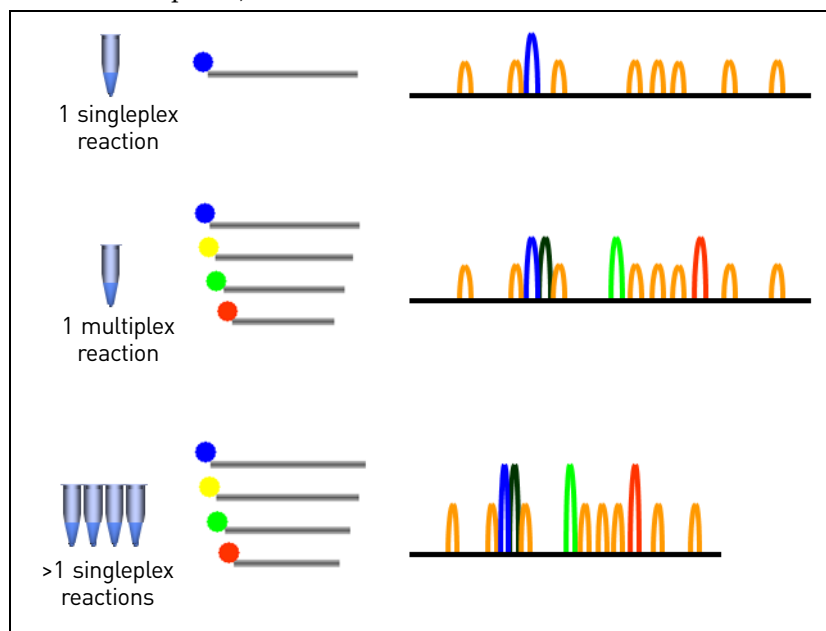 1 singleplex
reaction
1 multiplex
reaction
>1 singleplex
reactions